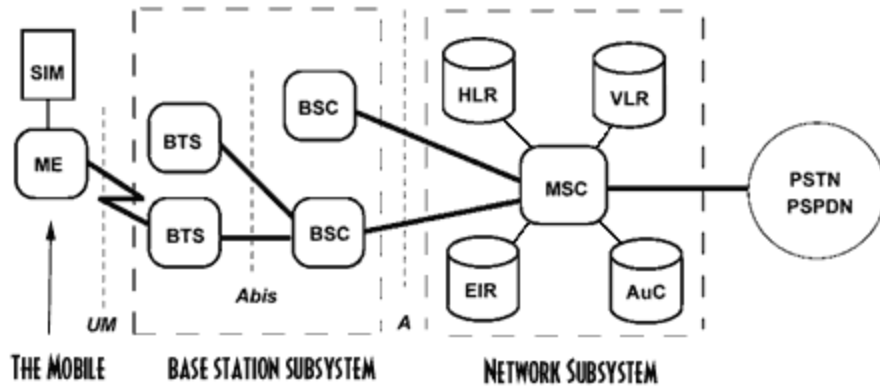 SIM
ME
BTS
BTS
BSC
BSC
HLR
VLR
MSC
EIR
AuC
PSTN
PSPDN
UM
Abis
A
THE MOBILE
BASE STATION SUBSYSTEM
NETWORK SUBSYSTEM